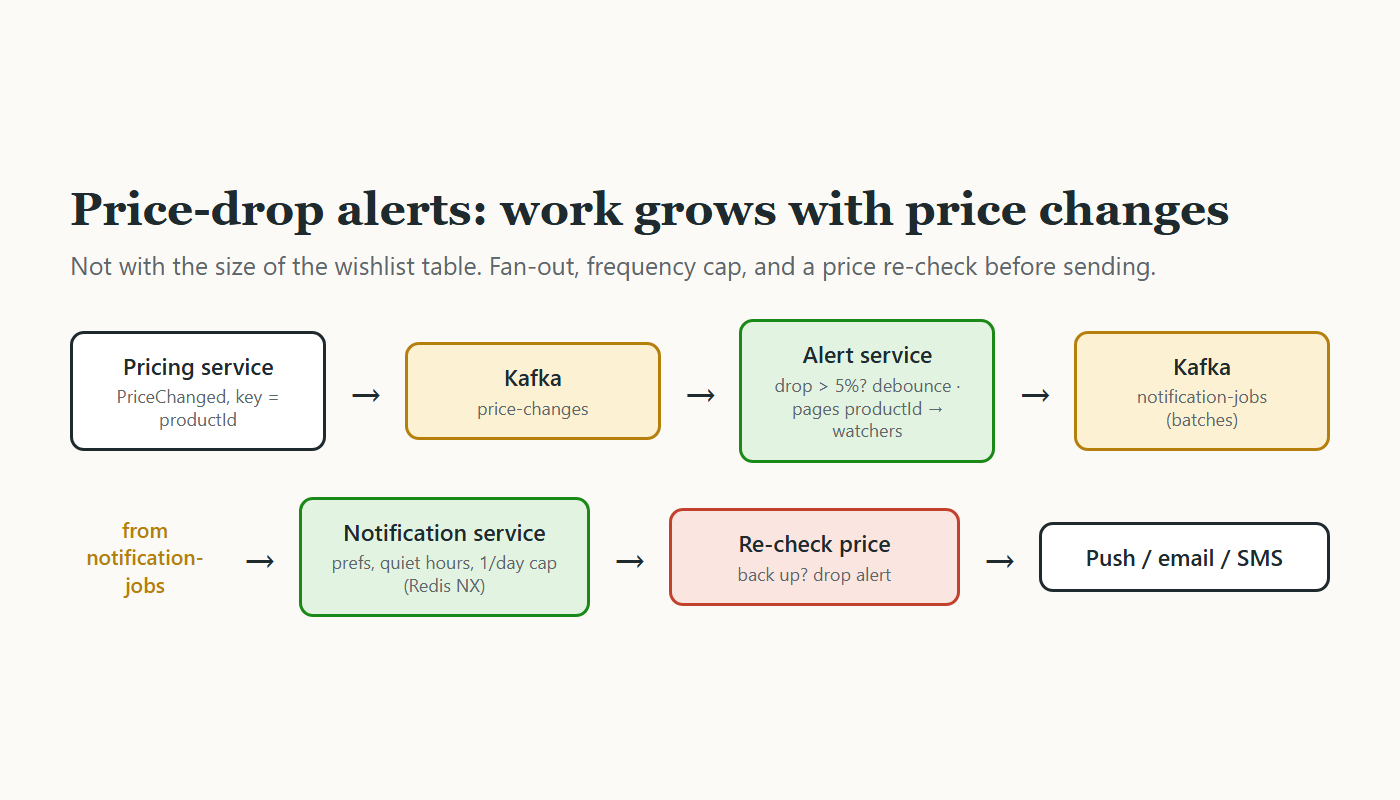 Price-drop alerts: work grows with price changes
Not with the size of the wishlist table. Fan-out, frequency cap, and a price re-check before sending.
Pricing service
PriceChanged, key =
productId
→
Kafka
price-changes
→
Alert service
drop > 5%? debounce ·
pages productId →
watchers
→
Kafka
notification-jobs
(batches)
from
notification-
jobs
→
Notification service
prefs, quiet hours, 1/day cap
(Redis NX)
→
Re-check price
back up? drop alert
→
Push / email / SMS